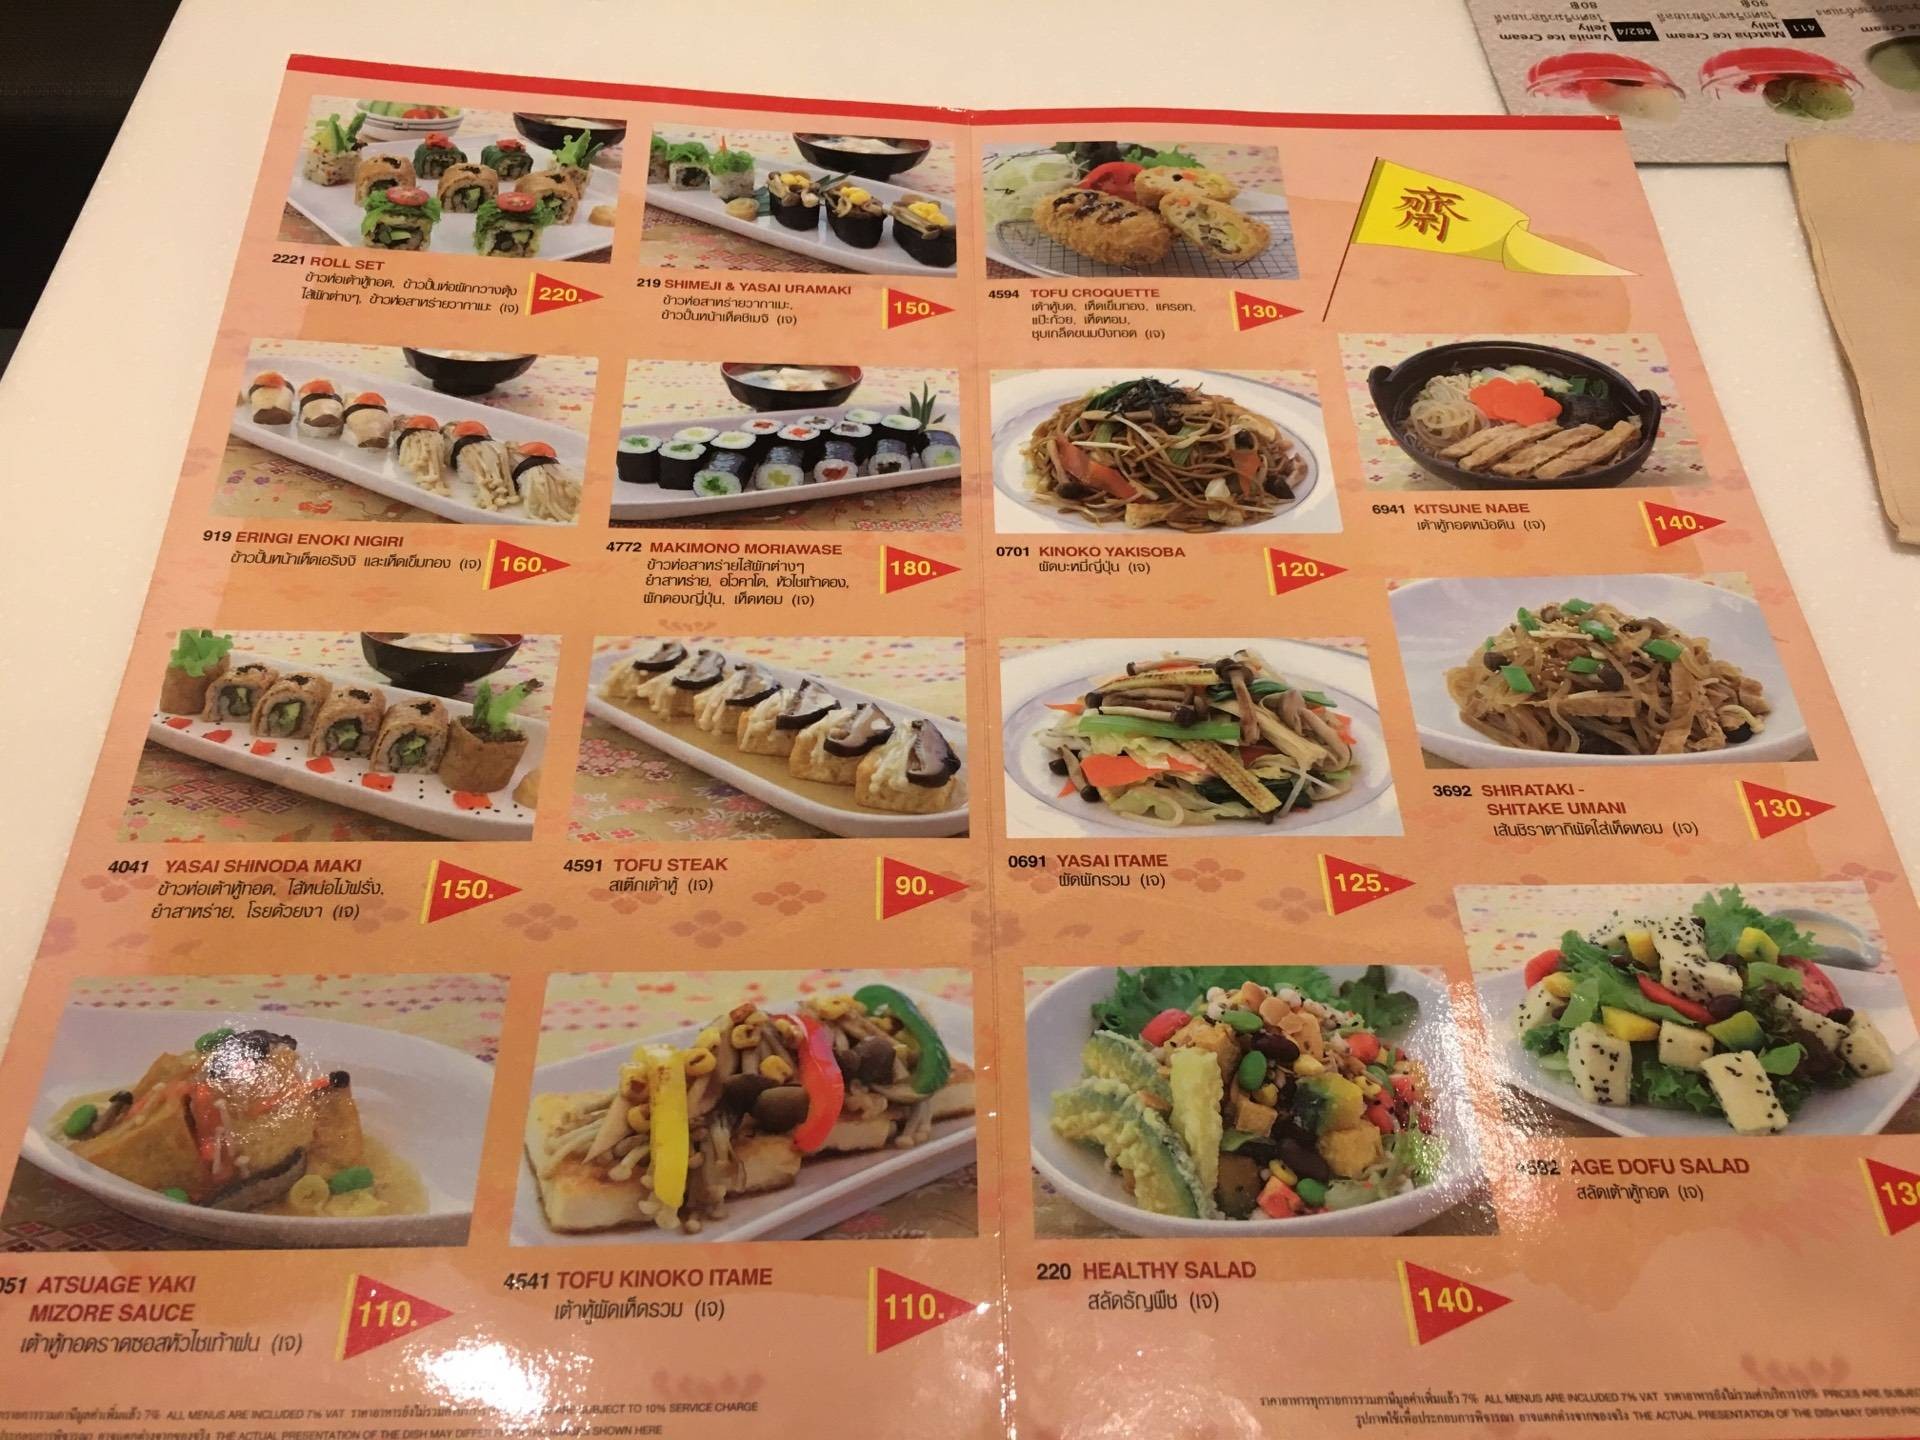 2221 ROLL SET
ข้าวห่อเต้าหู้ทอด, ข้าวปั้นห่อผักกวางตุ้ง
ไส้ผักต่างๆ, ข้าวห่อสาหร่ายวากาเมะ (เจ)
220.
219 SHIMEJI & YASAI URAMAKI
ข้าวห่อสาหร่ายวากาเมะ,
ข้าวปั้นหน้าเห็ดชิเมจิ (เจ)
150.
4594 TOFU CROQUETTE
เต้าหู้บด, เห็ดเข็มทอง, แครอท,
แป๊ะก๊วย, เห็ดหอม,
ชุบเกล็ดขนมปังทอด (เจ)
130.
齋
919 ERINGI ENOKI NIGIRI
ข้าวปั้นหน้าเห็ดเอริงงิ และเห็ดเข็มทอง (เจ)
160.
4772 MAKIMONO MORIAWASE
ข้าวห่อสาหร่ายไส้ผักต่างๆ
ยำสาหร่าย, อโวคาโด, หัวไชเท้าดอง,
ผักดองญี่ปุ่น, เห็ดหอม (เจ)
180.
0701 KINOKO YAKISOBA
ผัดบะหมี่ญี่ปุ่น (เจ)
120.
6941 KITSUNE NABE
เต้าหู้ทอดหม้อดิน (เจ)
140.
4041 YASAI SHINODA MAKI
ข้าวห่อเต้าหู้ทอด, ไส้หน่อไม้ฝรั่ง,
ยำสาหร่าย, โรยด้วยงา (เจ)
150.
4591 TOFU STEAK
สเต็กเต้าหู้ (เจ)
90.
0691 YASAI ITAME
ผัดผักรวม (เจ)
125.
3692 SHIRATAKI -
SHITAKE UMANI
เส้นชิราตากิผัดใส่เห็ดหอม (เจ)
130.
051 ATSUAGE YAKI
MIZORE SAUCE
เต้าหู้ทอดราดซอสหัวไชเท้าฝน (เจ)
110.
4541 TOFU KINOKO ITAME
เต้าหู้ผัดเห็ดรวม (เจ)
110.
220 HEALTHY SALAD
สลัดธัญพืช (เจ)
140.
4592 AGE DOFU SALAD
สลัดเต้าหู้ทอด (เจ)
130
ALL MENUS ARE INCLUDED 7% VAT SUBJECT TO 10% SERVICE CHARGE
THE ACTUAL PRESENTATION OF THE DISH MAY DIFFER SHOWN HERE
ราคาอาหารทุกรายการรวมภาษีมูลค่าเพิ่มแล้ว 7% ALL MENUS ARE INCLUDED 7% VAT ราคาอาหารยังไม่รวมค่าบริการ10% PRICES ARE
รูปภาพใช้เพื่อประกอบการพิจารณา อาจแตกต่างจากของจริง THE ACTUAL PRESENTATION OF THE DISH MAY DIFFER
482/4 Vanila Ice Cream
Jelly
80฿
411 Matcha Ice Cream
Jelly
90฿